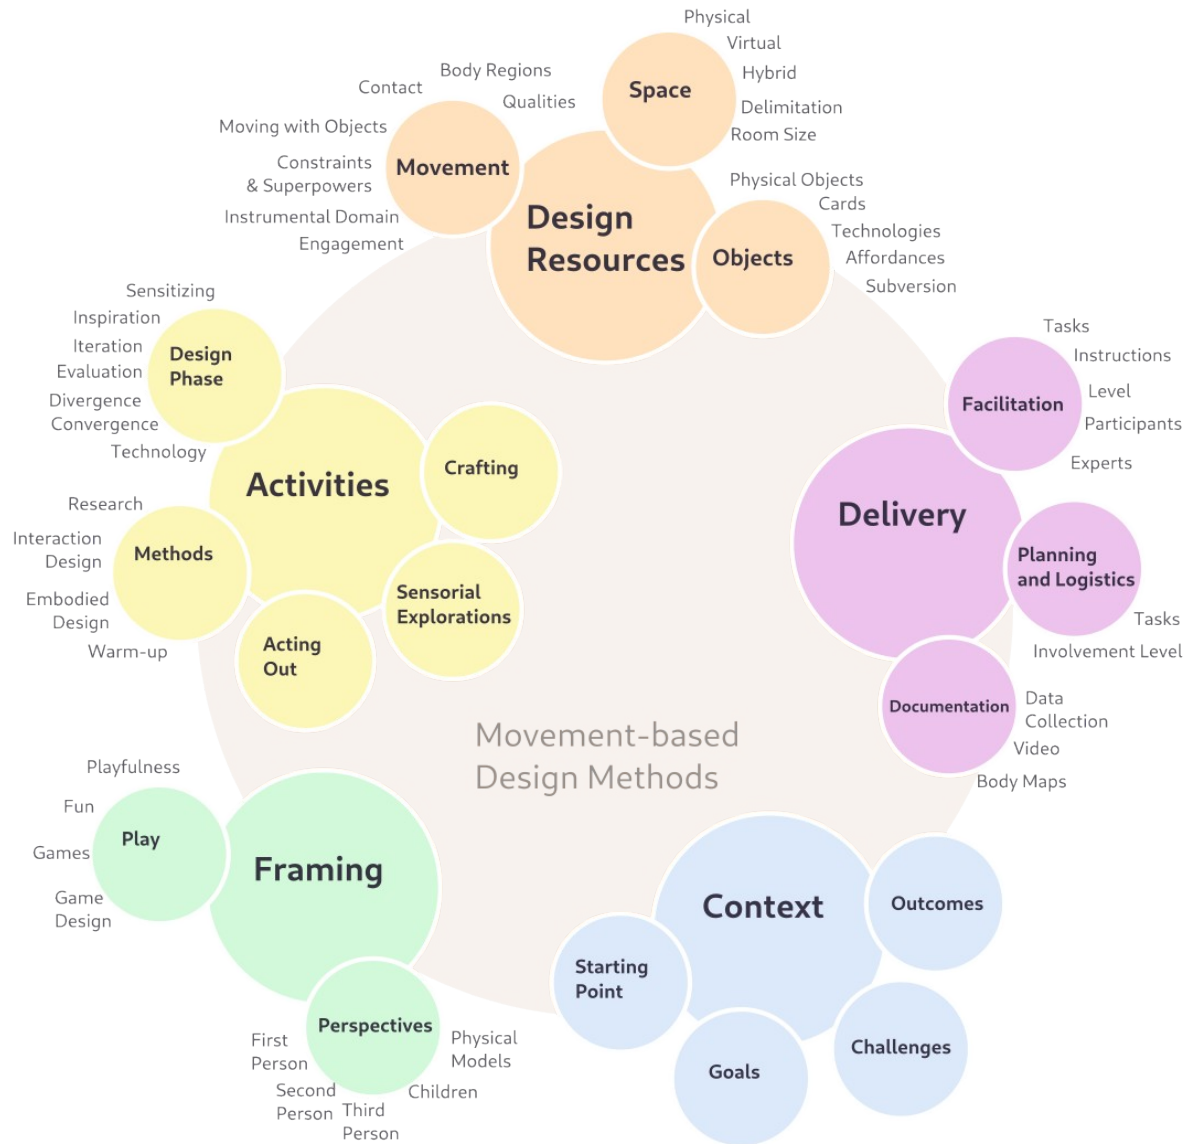 Physical
Virtual
Hybrid
Delimitation
Room Size
Space
Body Regions
Contact
Qualities
Moving with Objects
Constraints
& Superpowers
Instrumental Domain
Engagement
Movement
Design
Resources
Physical Objects
Cards
Technologies
Affordances
Subversion
Objects
Sensitizing
Inspiration
Iteration
Evaluation
Divergence
Convergence
Technology
Design
Phase
Activities
Crafting
Research
Interaction
Design
Embodied
Design
Warm-up
Methods
Sensorial
Explorations
Acting
Out
Tasks
Instructions
Level
Participants
Experts
Facilitation
Delivery
Planning
and Logistics
Tasks
Involvement Level
Documentation
Data
Collection
Video
Body Maps
Movement-based
Design Methods
Playfulness
Fun
Games
Game
Design
Play
Framing
Perspectives
First
Person
Second
Person
Third
Person
Children
Physical
Models
Context
Outcomes
Starting
Point
Goals
Challenges